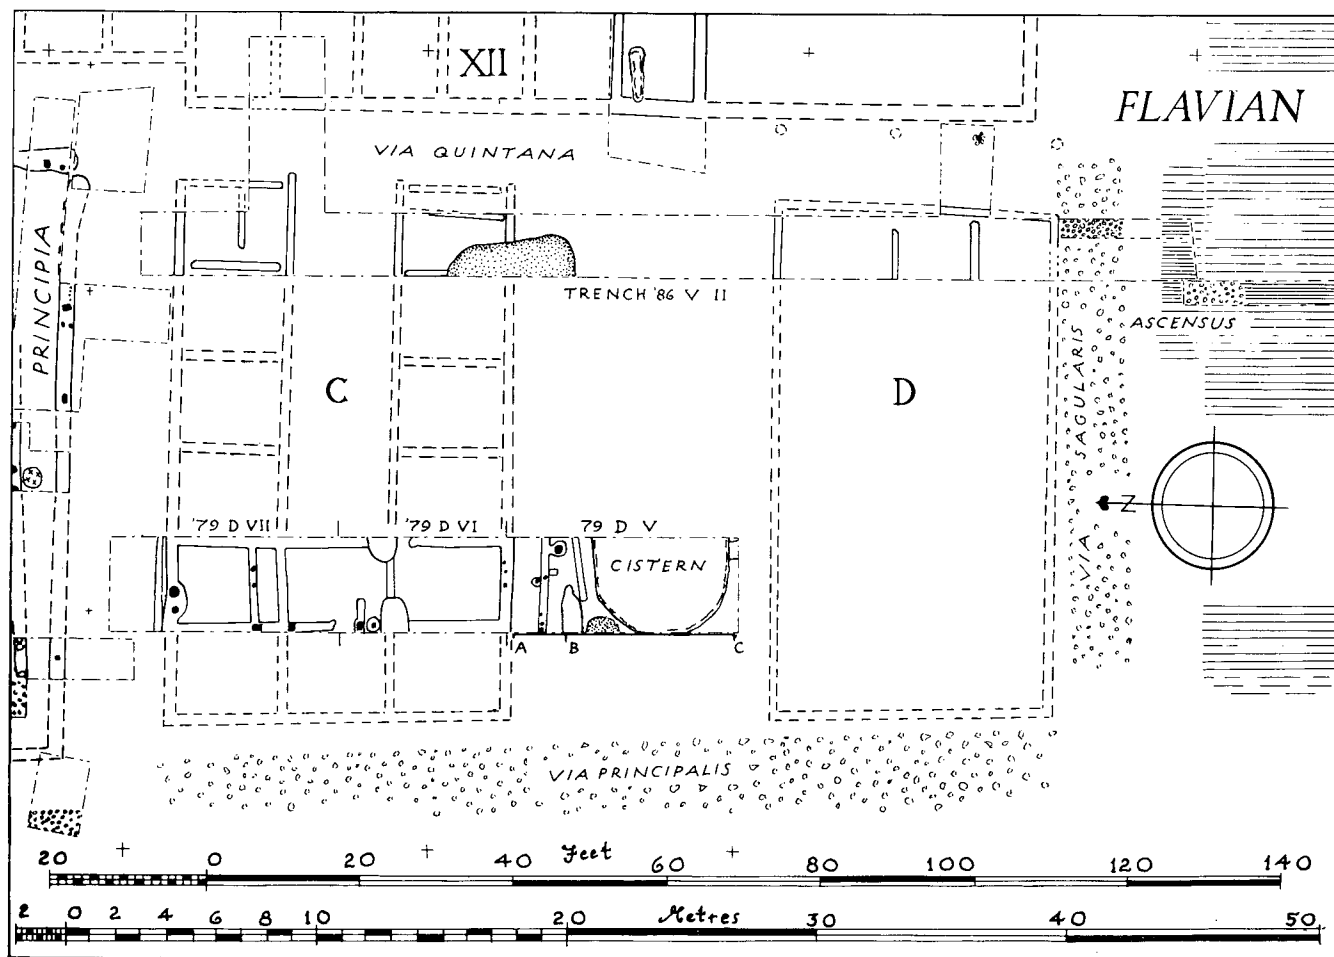 XII
FLAVIAN
VIA QUINTANA
PRINCIPIA
TRENCH '86 V II
ASCENSUS
C
D
VIA SAGULARIS
Z
'79 D VII
'79 D VI
79 D V
CISTERN
A
B
C
VIA PRINCIPALIS
20 0 20 40 Feet 60 80 100 120 140
2 0 2 4 6 8 10 20 Metres 30 40 50